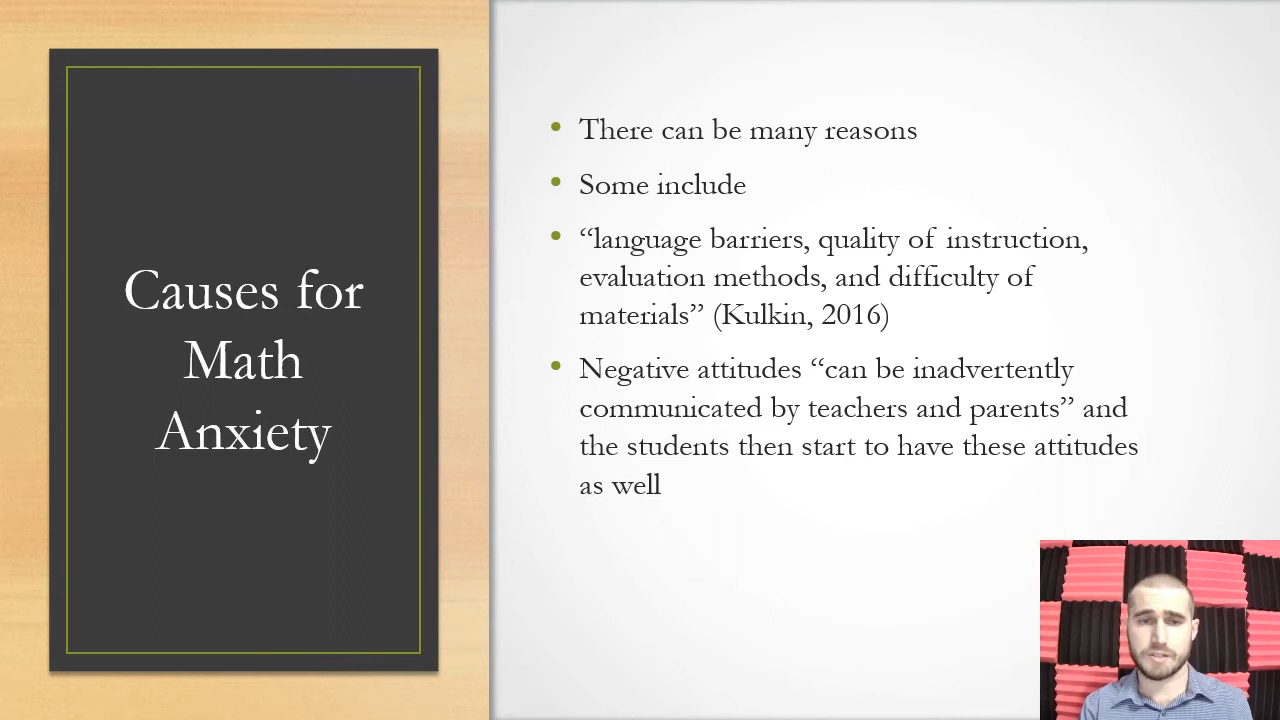 Causes for
Math
Anxiety
• There can be many reasons
• Some include
• “language barriers, quality of instruction,
evaluation methods, and difficulty of
materials” (Kulkin, 2016)
• Negative attitudes “can be inadvertently
communicated by teachers and parents” and
the students then start to have these attitudes
as well